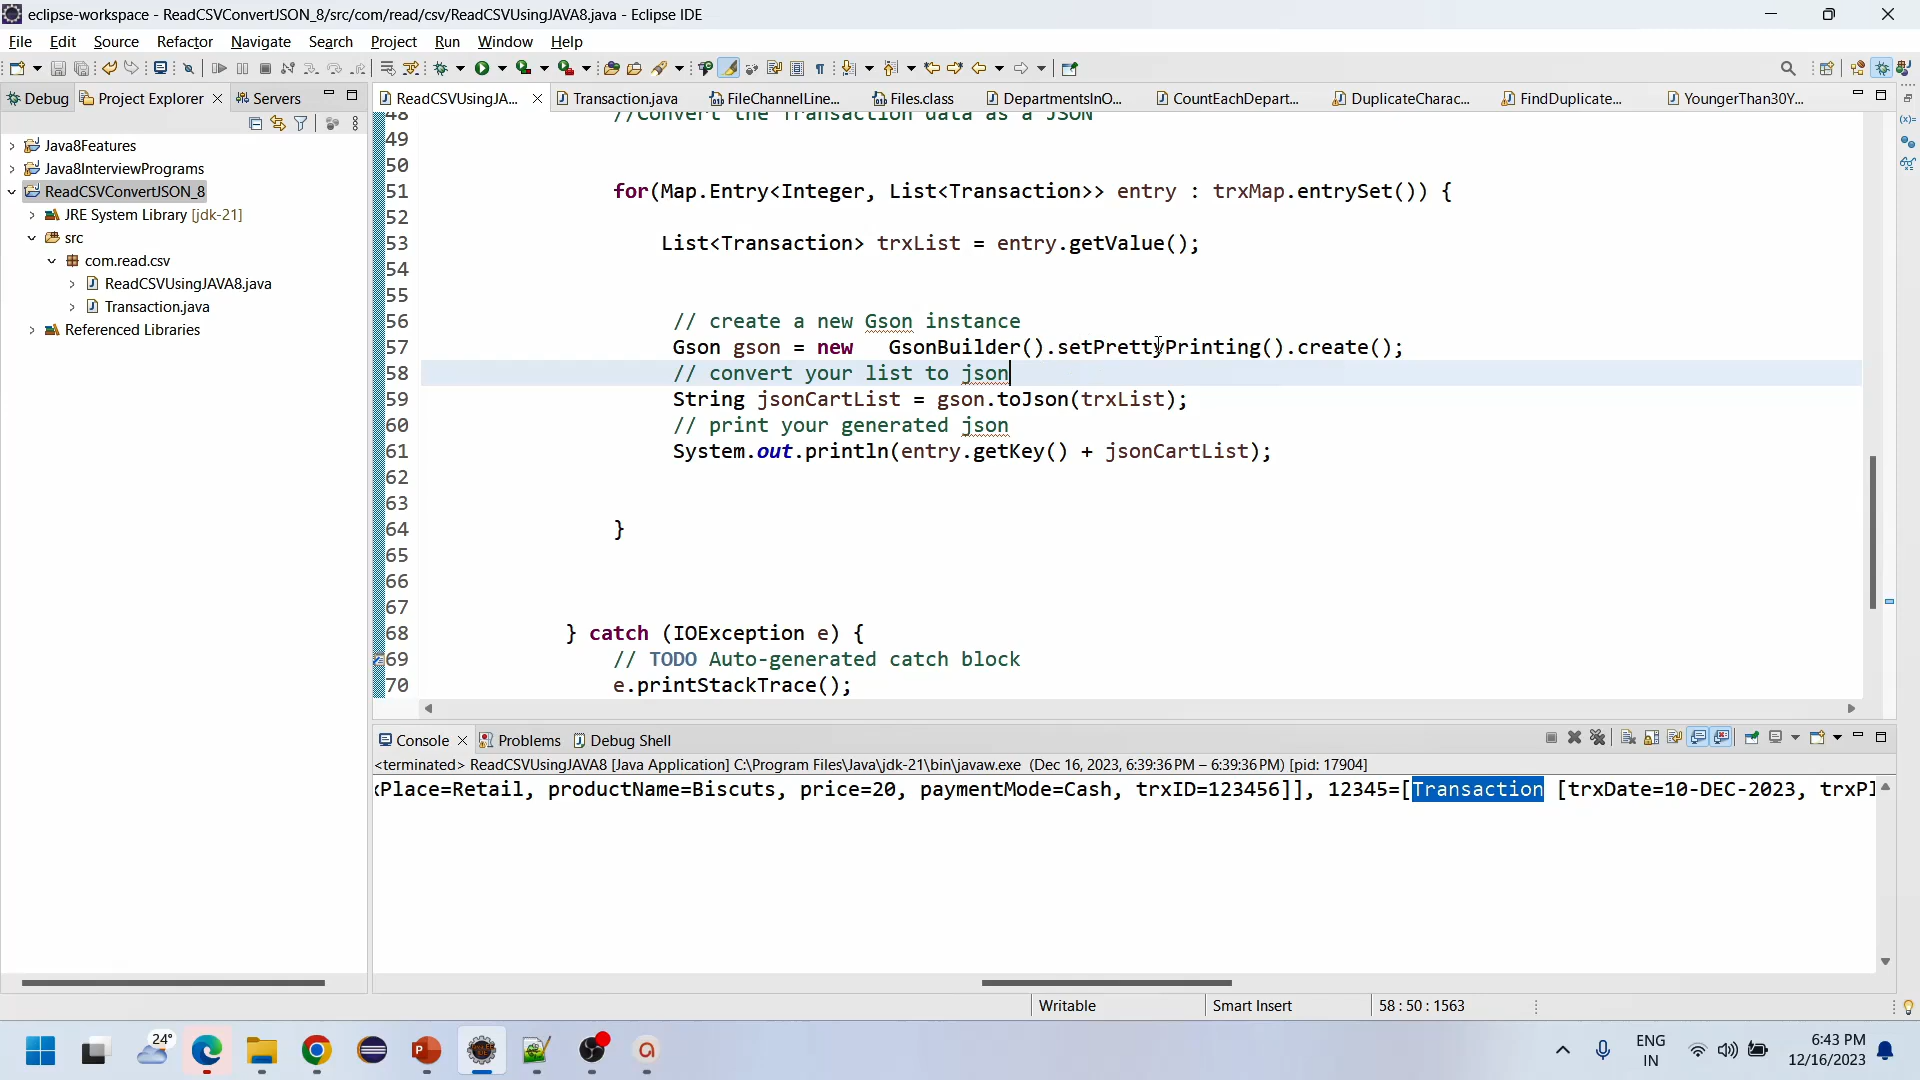 eclipse-workspace - ReadCSVConvertJSON_8/src/com/read/csv/ReadCSVUsingJAVA8.java - Eclipse IDE
File Edit Source Refactor Navigate Search Project Run Window Help
Debug Project Explorer Servers
ReadCSVUsingJA... Transaction.java FileChannelLine... Files.class DepartmentsInO... CountEachDepart... DuplicateCharac... FindDuplicate... YoungerThan30Y...
Java8Features
Java8InterviewPrograms
ReadCSVConvertJSON_8
JRE System Library [jdk-21]
src
com.read.csv
ReadCSVUsingJAVA8.java
Transaction.java
Referenced Libraries
48 //Convert the Transaction data as a JSON
49
50
51 for(Map.Entry<Integer, List<Transaction>> entry : trxMap.entrySet()) {
52
53 List<Transaction> trxList = entry.getValue();
54
55
56 // create a new Gson instance
57 Gson gson = new GsonBuilder().setPrettyPrinting().create();
58 // convert your list to json
59 String jsonCartList = gson.toJson(trxList);
60 // print your generated json
61 System.out.println(entry.getKey() + jsonCartList);
62
63
64 }
65
66
67
68 } catch (IOException e) {
69 // TODO Auto-generated catch block
70 e.printStackTrace();
Console Problems Debug Shell
<terminated> ReadCSVUsingJAVA8 [Java Application] C:\Program Files\Java\jdk-21\bin\javaw.exe (Dec 16, 2023, 6:39:36 PM – 6:39:36 PM) [pid: 17904]
xPlace=Retail, productName=Biscuts, price=20, paymentMode=Cash, trxID=123456]], 12345=[Transaction [trxDate=10-DEC-2023, trxPl
Writable Smart Insert 58 : 50 : 1563
24°
ENG
IN
6:43 PM
12/16/2023